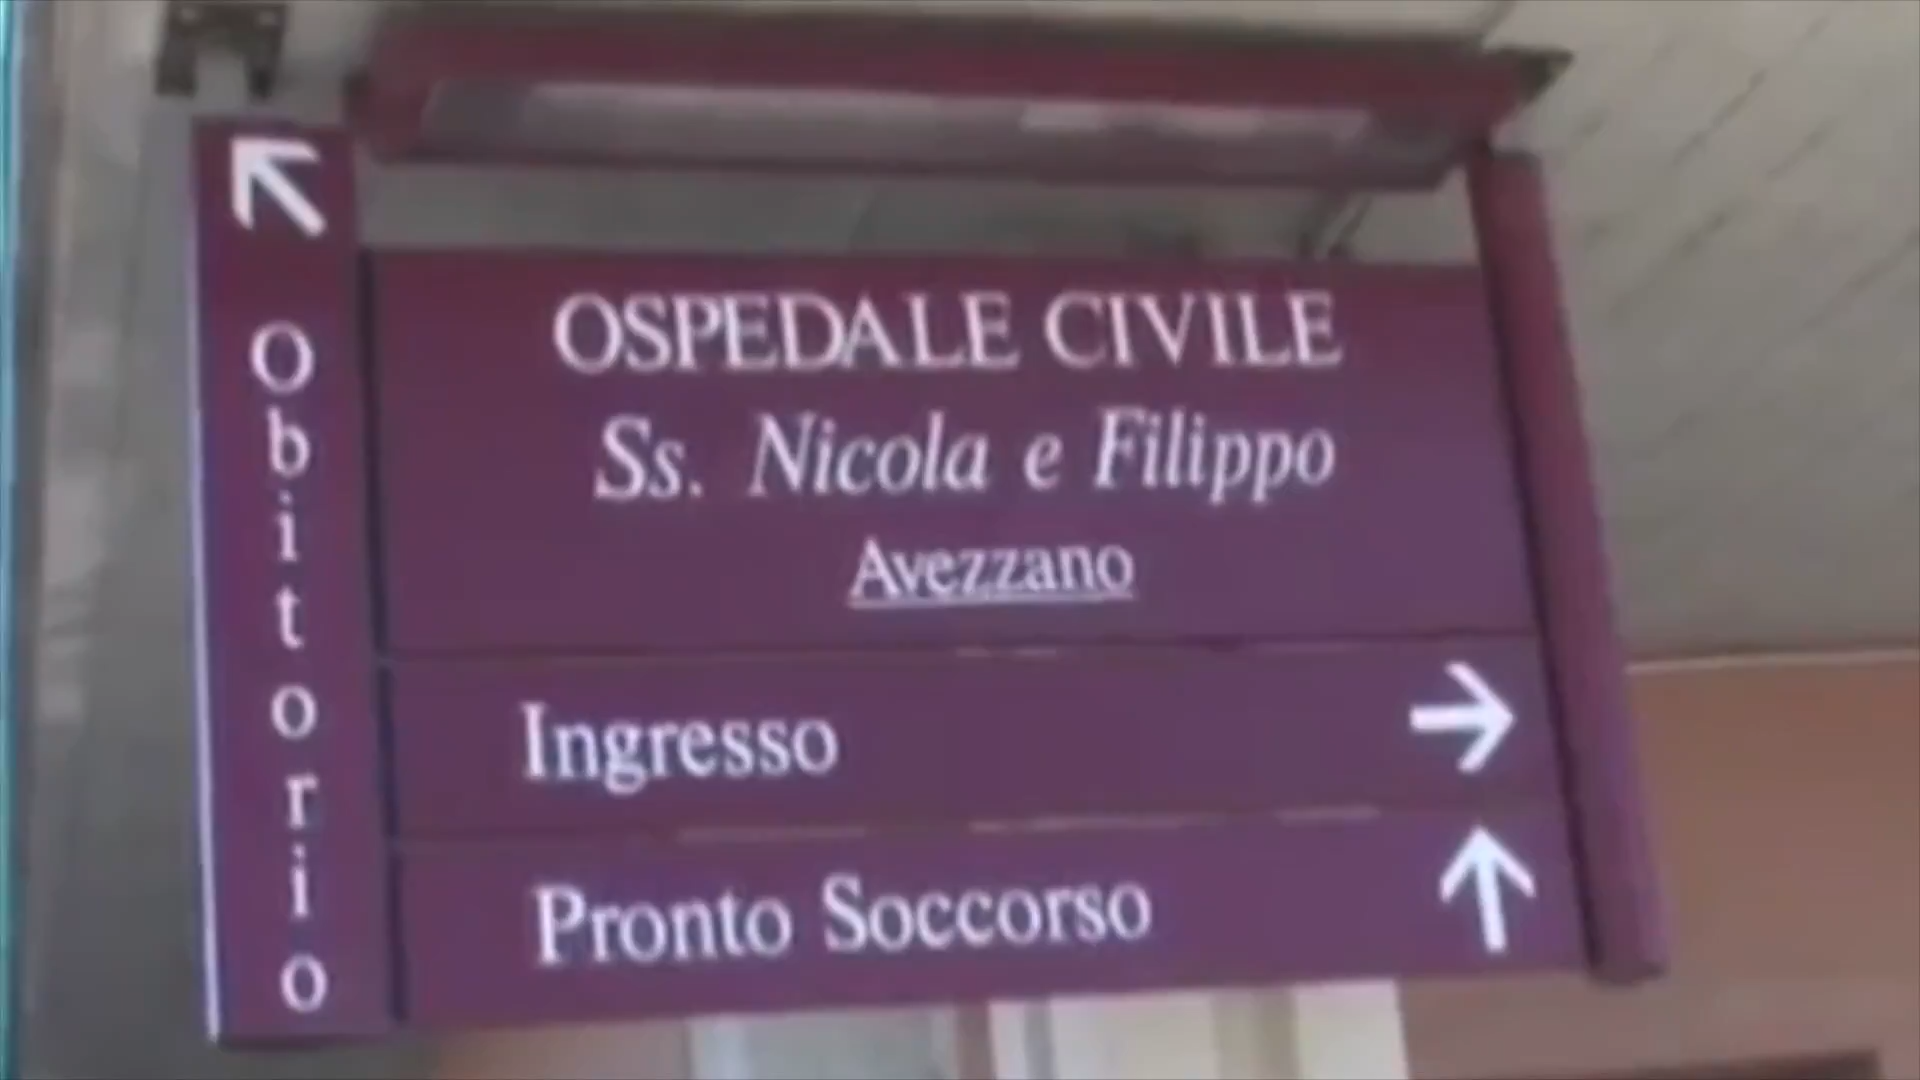 Obitorio
OSPEDALE CIVILE
Ss. Nicola e Filippo
Avezzano
Ingresso
Pronto Soccorso